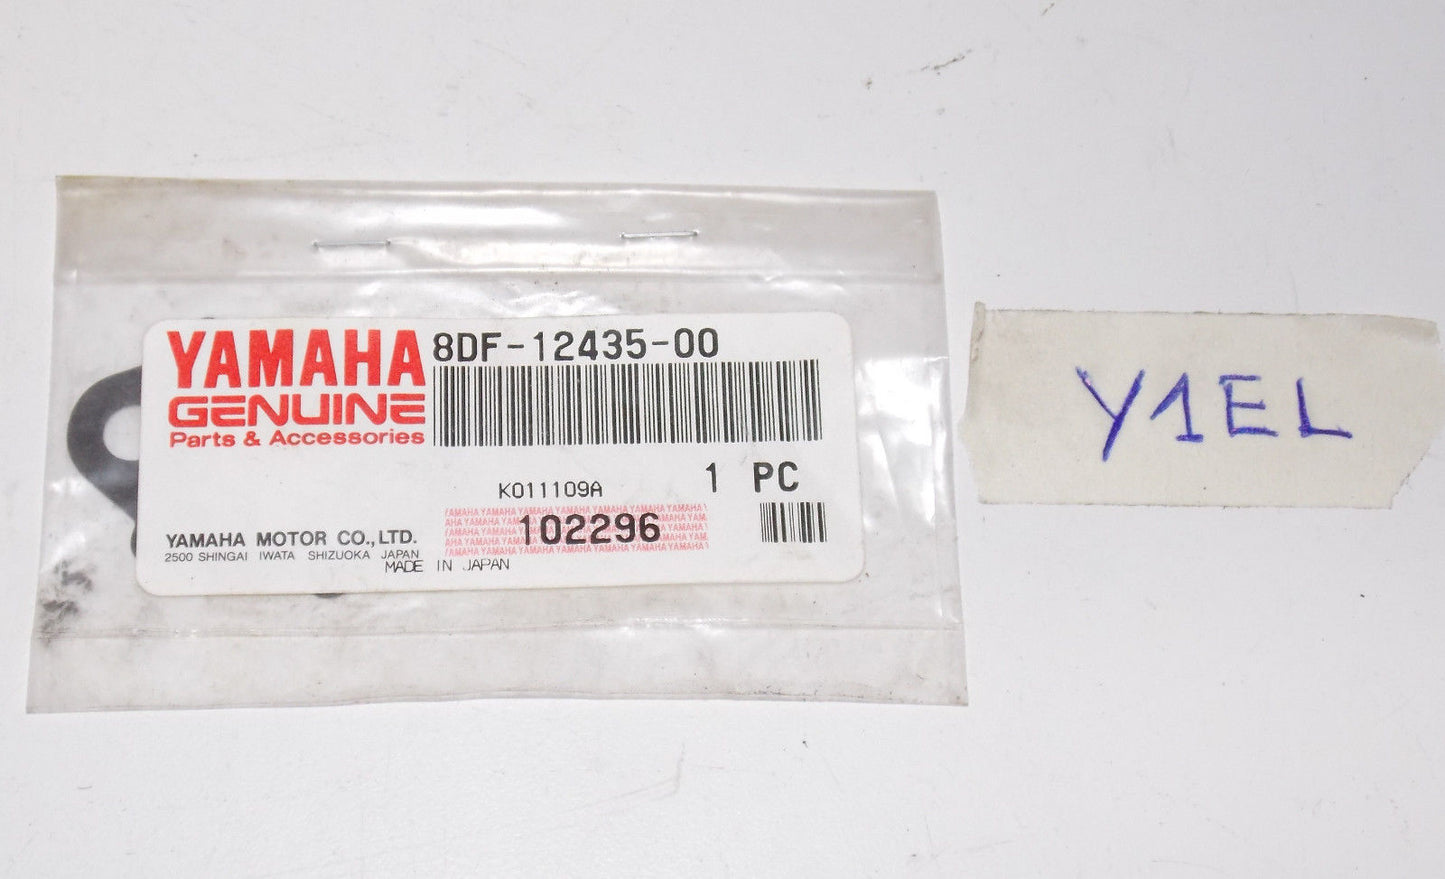 YAMAHA
GENUINE
Parts & Accessories
8DF-12435-00
K011109A
1 PC
102296
YAMAHA MOTOR CO.,LTD.
2500 SHINGAI IWATA SHIZUOKA JAPAN
MADE IN JAPAN
Y1EL